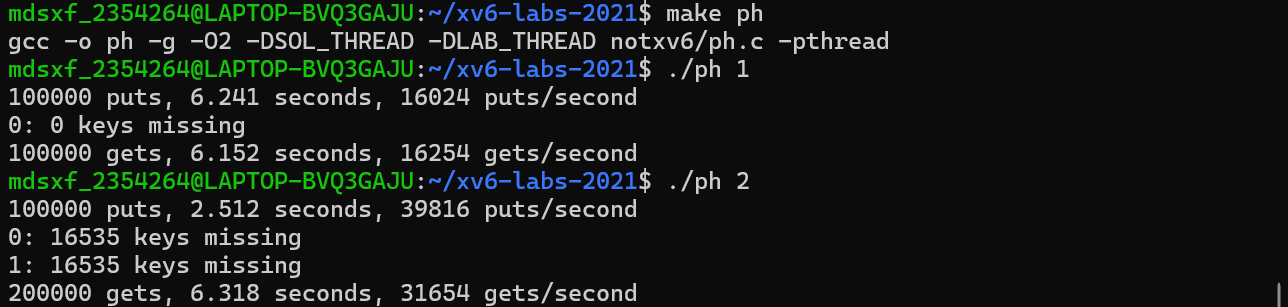 mdsxf_2354264@LAPTOP-BVQ3GAJU:~/xv6-labs-2021$ make ph
gcc -o ph -g -O2 -DSOL_THREAD -DLAB_THREAD notxv6/ph.c -pthread
mdsxf_2354264@LAPTOP-BVQ3GAJU:~/xv6-labs-2021$ ./ph 1
100000 puts, 6.241 seconds, 16024 puts/second
0: 0 keys missing
100000 gets, 6.152 seconds, 16254 gets/second
mdsxf_2354264@LAPTOP-BVQ3GAJU:~/xv6-labs-2021$ ./ph 2
100000 puts, 2.512 seconds, 39816 puts/second
0: 16535 keys missing
1: 16535 keys missing
200000 gets, 6.318 seconds, 31654 gets/second